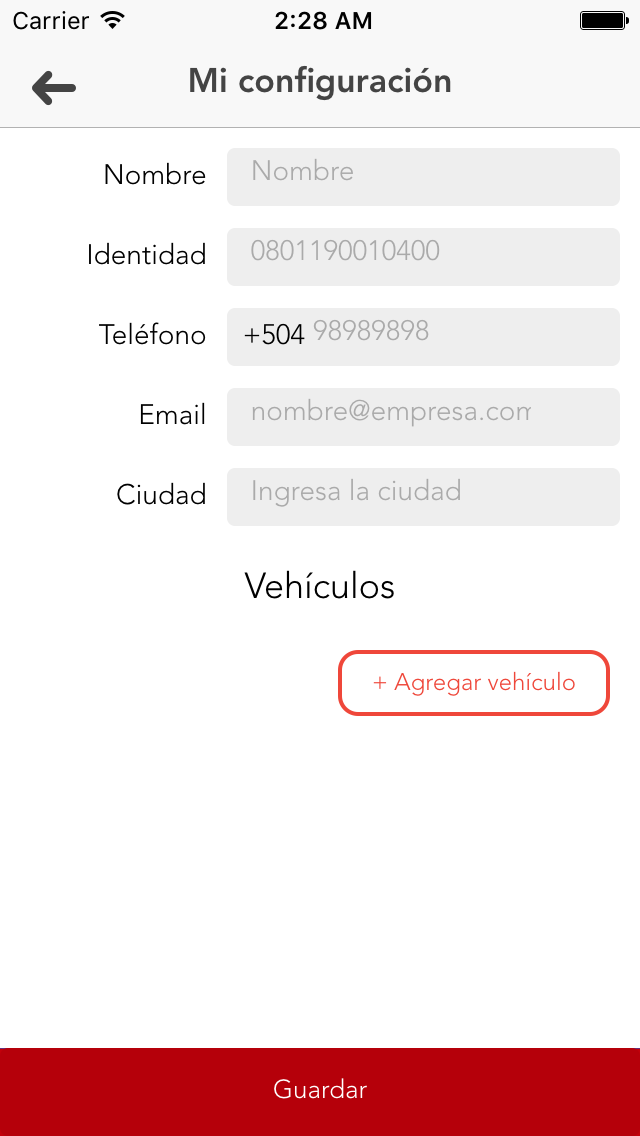 Carrier 2:28 AM
Mi configuración
Nombre Nombre
Identidad 0801190010400
Teléfono +504 98989898
Email nombre@empresa.com
Ciudad Ingresa la ciudad
Vehículos
+ Agregar vehículo
Guardar